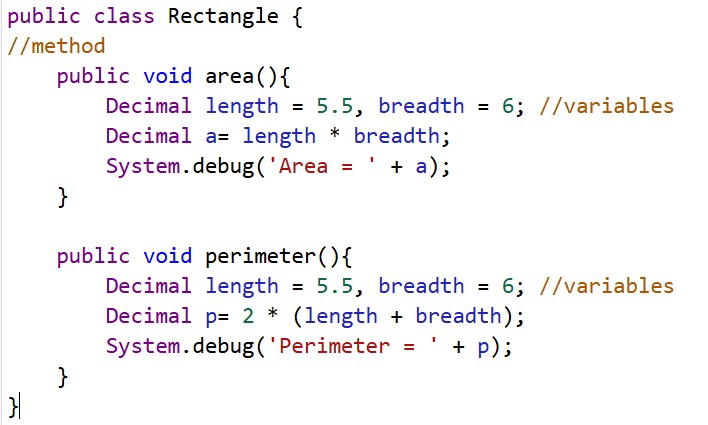 public class Rectangle {
//method
    public void area(){
        Decimal length = 5.5, breadth = 6; //variables
        Decimal a= length * breadth;
        System.debug('Area = ' + a);
    }

    public void perimeter(){
        Decimal length = 5.5, breadth = 6; //variables
        Decimal p= 2 * (length + breadth);
        System.debug('Perimeter = ' + p);
    }
}